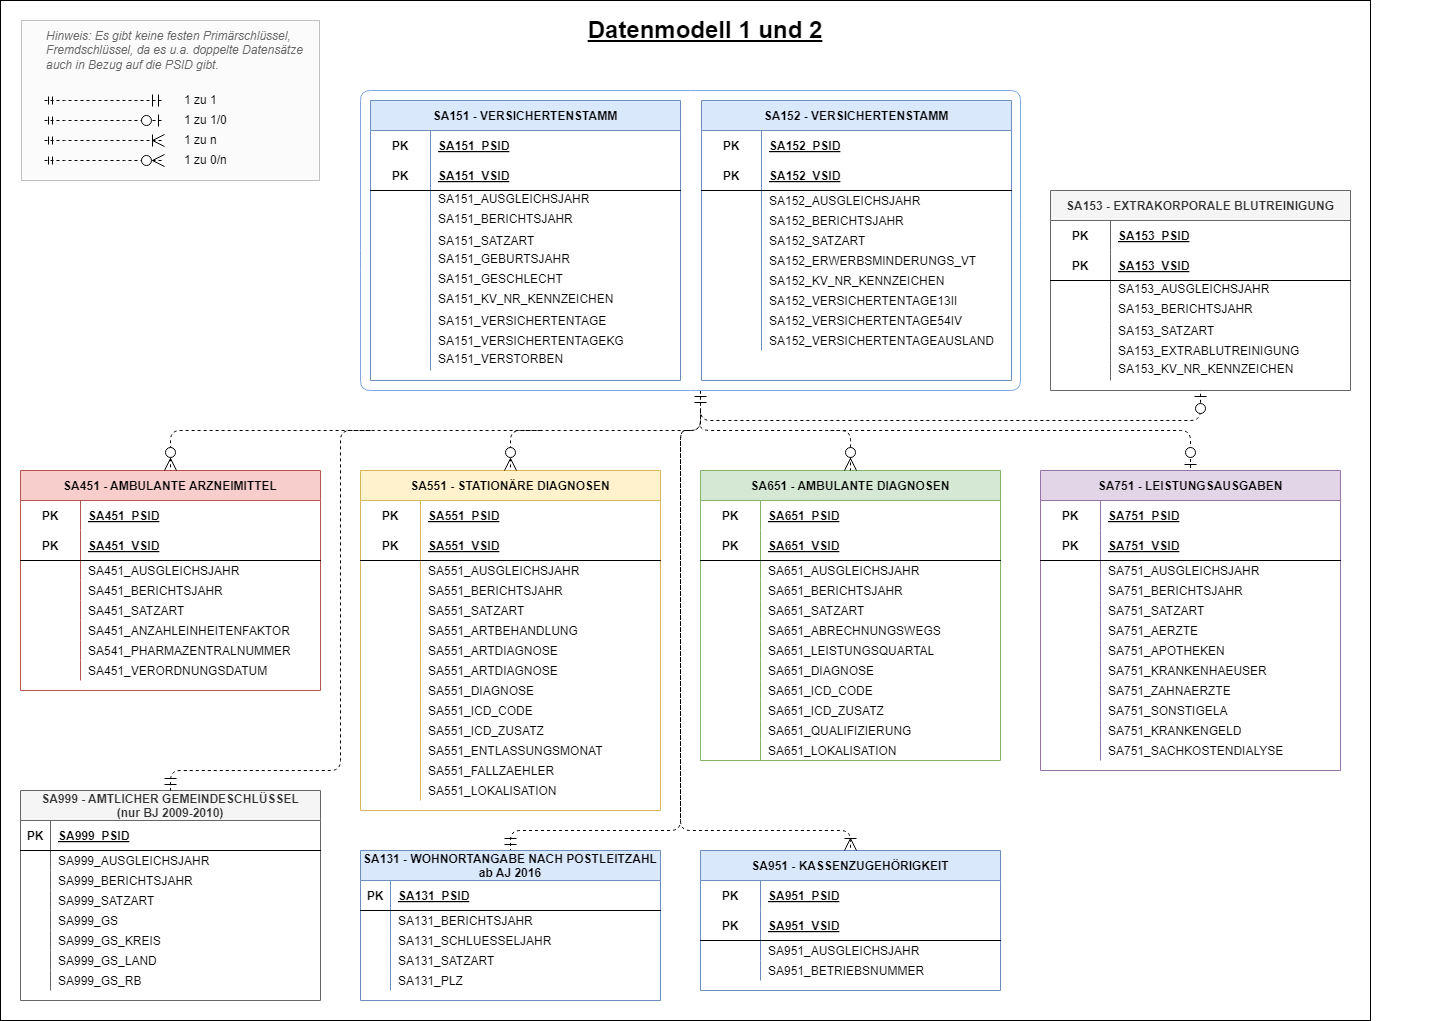 Datenmodell 1 und 2
Hinweis: Es gibt keine festen Primärschlüssel,
Fremdschlüssel, da es u.a. doppelte Datensätze
auch in Bezug auf die PSID gibt.
1 zu 1
1 zu 1/0
1 zu n
1 zu 0/n
SA151 - VERSICHERTENSTAMM
PK SA151_PSID
PK SA151_VSID
SA151_AUSGLEICHSJAHR
SA151_BERICHTSJAHR
SA151_SATZART
SA151_GEBURTSJAHR
SA151_GESCHLECHT
SA151_KV_NR_KENNZEICHEN
SA151_VERSICHERTENTAGE
SA151_VERSICHERTENTAGEKG
SA151_VERSTORBEN
SA152 - VERSICHERTENSTAMM
PK SA152_PSID
PK SA152_VSID
SA152_AUSGLEICHSJAHR
SA152_BERICHTSJAHR
SA152_SATZART
SA152_ERWERBSMINDERUNGS_VT
SA152_KV_NR_KENNZEICHEN
SA152_VERSICHERTENTAGE13II
SA152_VERSICHERTENTAGE54IV
SA152_VERSICHERTENTAGEAUSLAND
SA153 - EXTRAKORPORALE BLUTREINIGUNG
PK SA153_PSID
PK SA153_VSID
SA153_AUSGLEICHSJAHR
SA153_BERICHTSJAHR
SA153_SATZART
SA153_EXTRABLUTREINIGUNG
SA153_KV_NR_KENNZEICHEN
SA451 - AMBULANTE ARZNEIMITTEL
PK SA451_PSID
PK SA451_VSID
SA451_AUSGLEICHSJAHR
SA451_BERICHTSJAHR
SA451_SATZART
SA451_ANZAHLEINHEITENFAKTOR
SA541_PHARMAZENTRALNUMMER
SA451_VERORDNUNGSDATUM
SA551 - STATIONÄRE DIAGNOSEN
PK SA551_PSID
PK SA551_VSID
SA551_AUSGLEICHSJAHR
SA551_BERICHTSJAHR
SA551_SATZART
SA551_ARTBEHANDLUNG
SA551_ARTDIAGNOSE
SA551_ARTDIAGNOSE
SA551_DIAGNOSE
SA551_ICD_CODE
SA551_ICD_ZUSATZ
SA551_ENTLASSUNGSMONAT
SA551_FALLZAEHLER
SA551_LOKALISATION
SA651 - AMBULANTE DIAGNOSEN
PK SA651_PSID
PK SA651_VSID
SA651_AUSGLEICHSJAHR
SA651_BERICHTSJAHR
SA651_SATZART
SA651_ABRECHNUNGSWEGS
SA651_LEISTUNGSQUARTAL
SA651_DIAGNOSE
SA651_ICD_CODE
SA651_ICD_ZUSATZ
SA651_QUALIFIZIERUNG
SA651_LOKALISATION
SA751 - LEISTUNGSAUSGABEN
PK SA751_PSID
PK SA751_VSID
SA751_AUSGLEICHSJAHR
SA751_BERICHTSJAHR
SA751_SATZART
SA751_AERZTE
SA751_APOTHEKEN
SA751_KRANKENHAEUSER
SA751_ZAHNAERZTE
SA751_SONSTIGELA
SA751_KRANKENGELD
SA751_SACHKOSTENDIALYSE
SA999 - AMTLICHER GEMEINDESCHLÜSSEL
(nur BJ 2009-2010)
PK SA999_PSID
SA999_AUSGLEICHSJAHR
SA999_BERICHTSJAHR
SA999_SATZART
SA999_GS
SA999_GS_KREIS
SA999_GS_LAND
SA999_GS_RB
SA131 - WOHNORTANGABE NACH POSTLEITZAHL
ab AJ 2016
PK SA131_PSID
SA131_BERICHTSJAHR
SA131_SCHLUESSELJAHR
SA131_SATZART
SA131_PLZ
SA951 - KASSENZUGEHÖRIGKEIT
PK SA951_PSID
PK SA951_VSID
SA951_AUSGLEICHSJAHR
SA951_BETRIEBSNUMMER